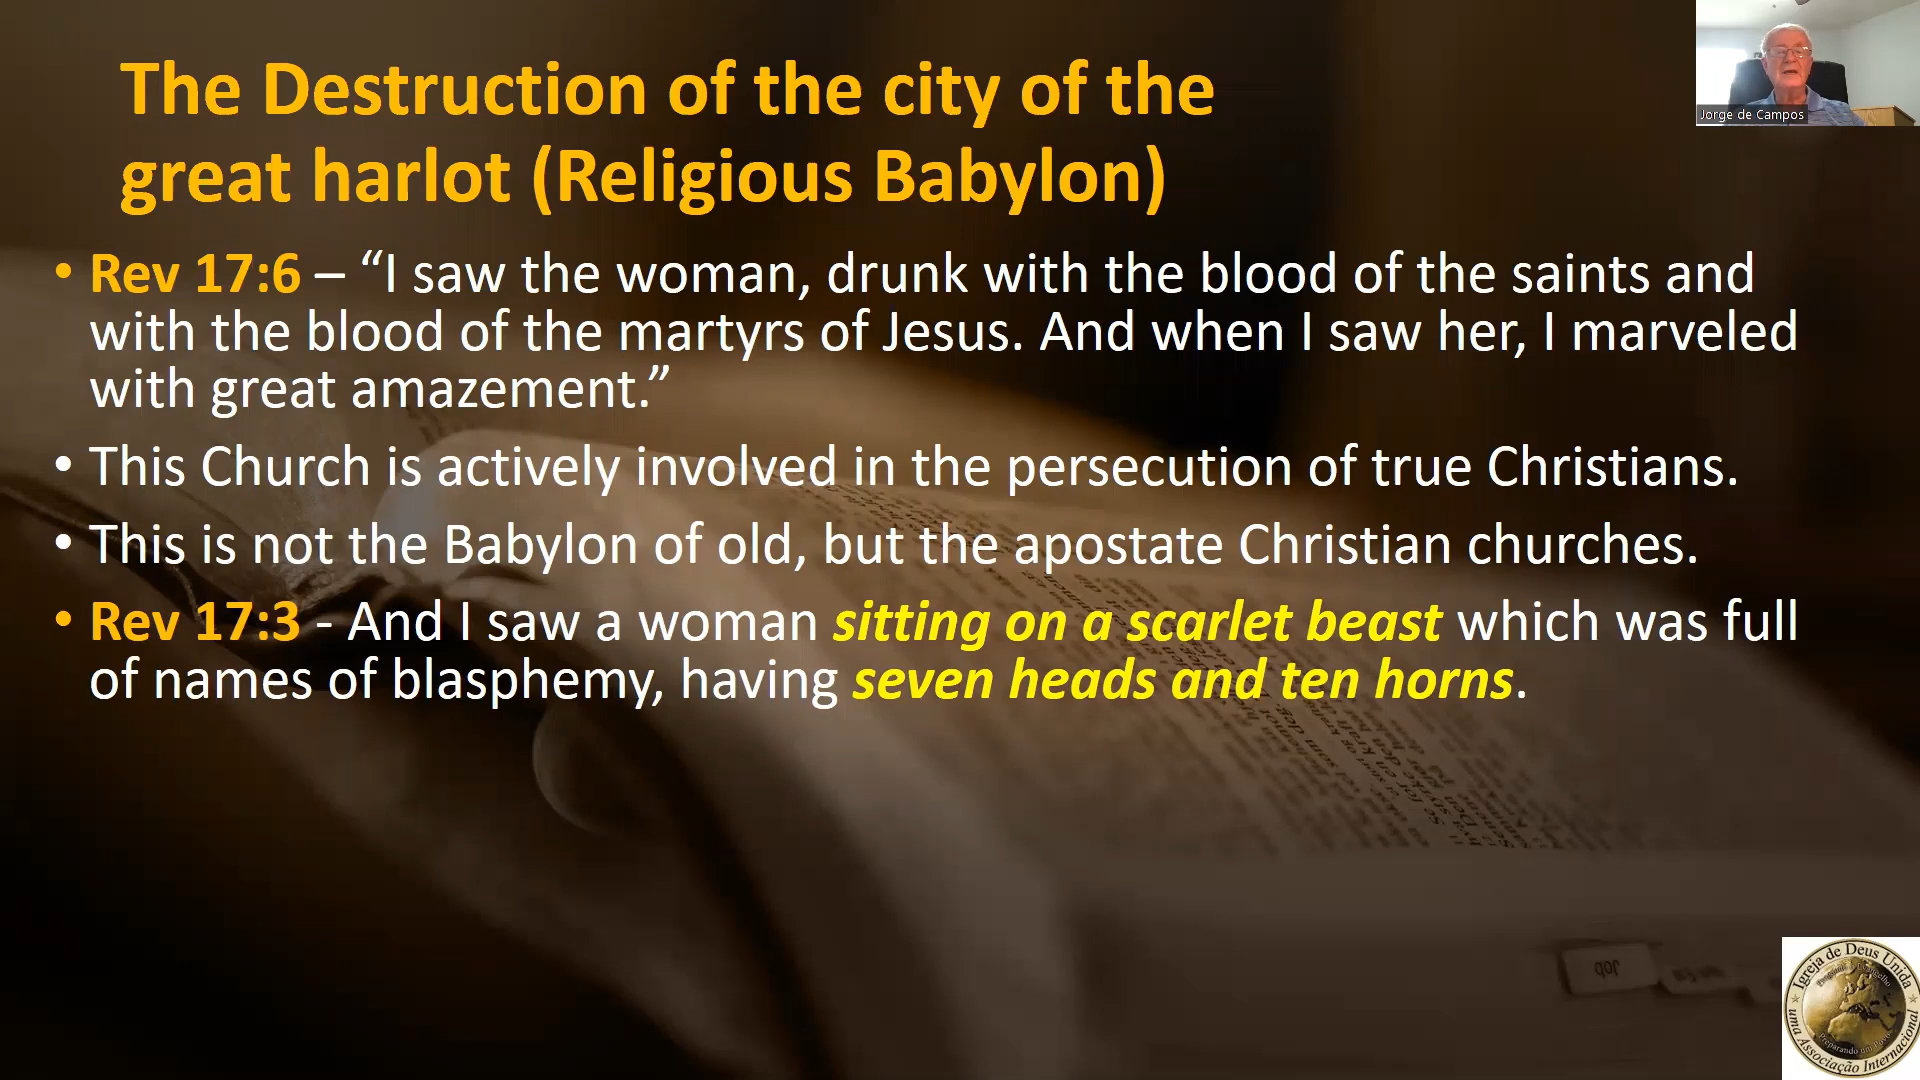 The Destruction of the city of the
great harlot (Religious Babylon)
• Rev 17:6 – “I saw the woman, drunk with the blood of the saints and
with the blood of the martyrs of Jesus. And when I saw her, I marveled
with great amazement.”
• This Church is actively involved in the persecution of true Christians.
• This is not the Babylon of old, but the apostate Christian churches.
• Rev 17:3 - And I saw a woman sitting on a scarlet beast which was full
of names of blasphemy, having seven heads and ten horns.
Jorge de Campos
Job
Igreja de Deus Unida
uma Associação Internacional
Preparando um Povo